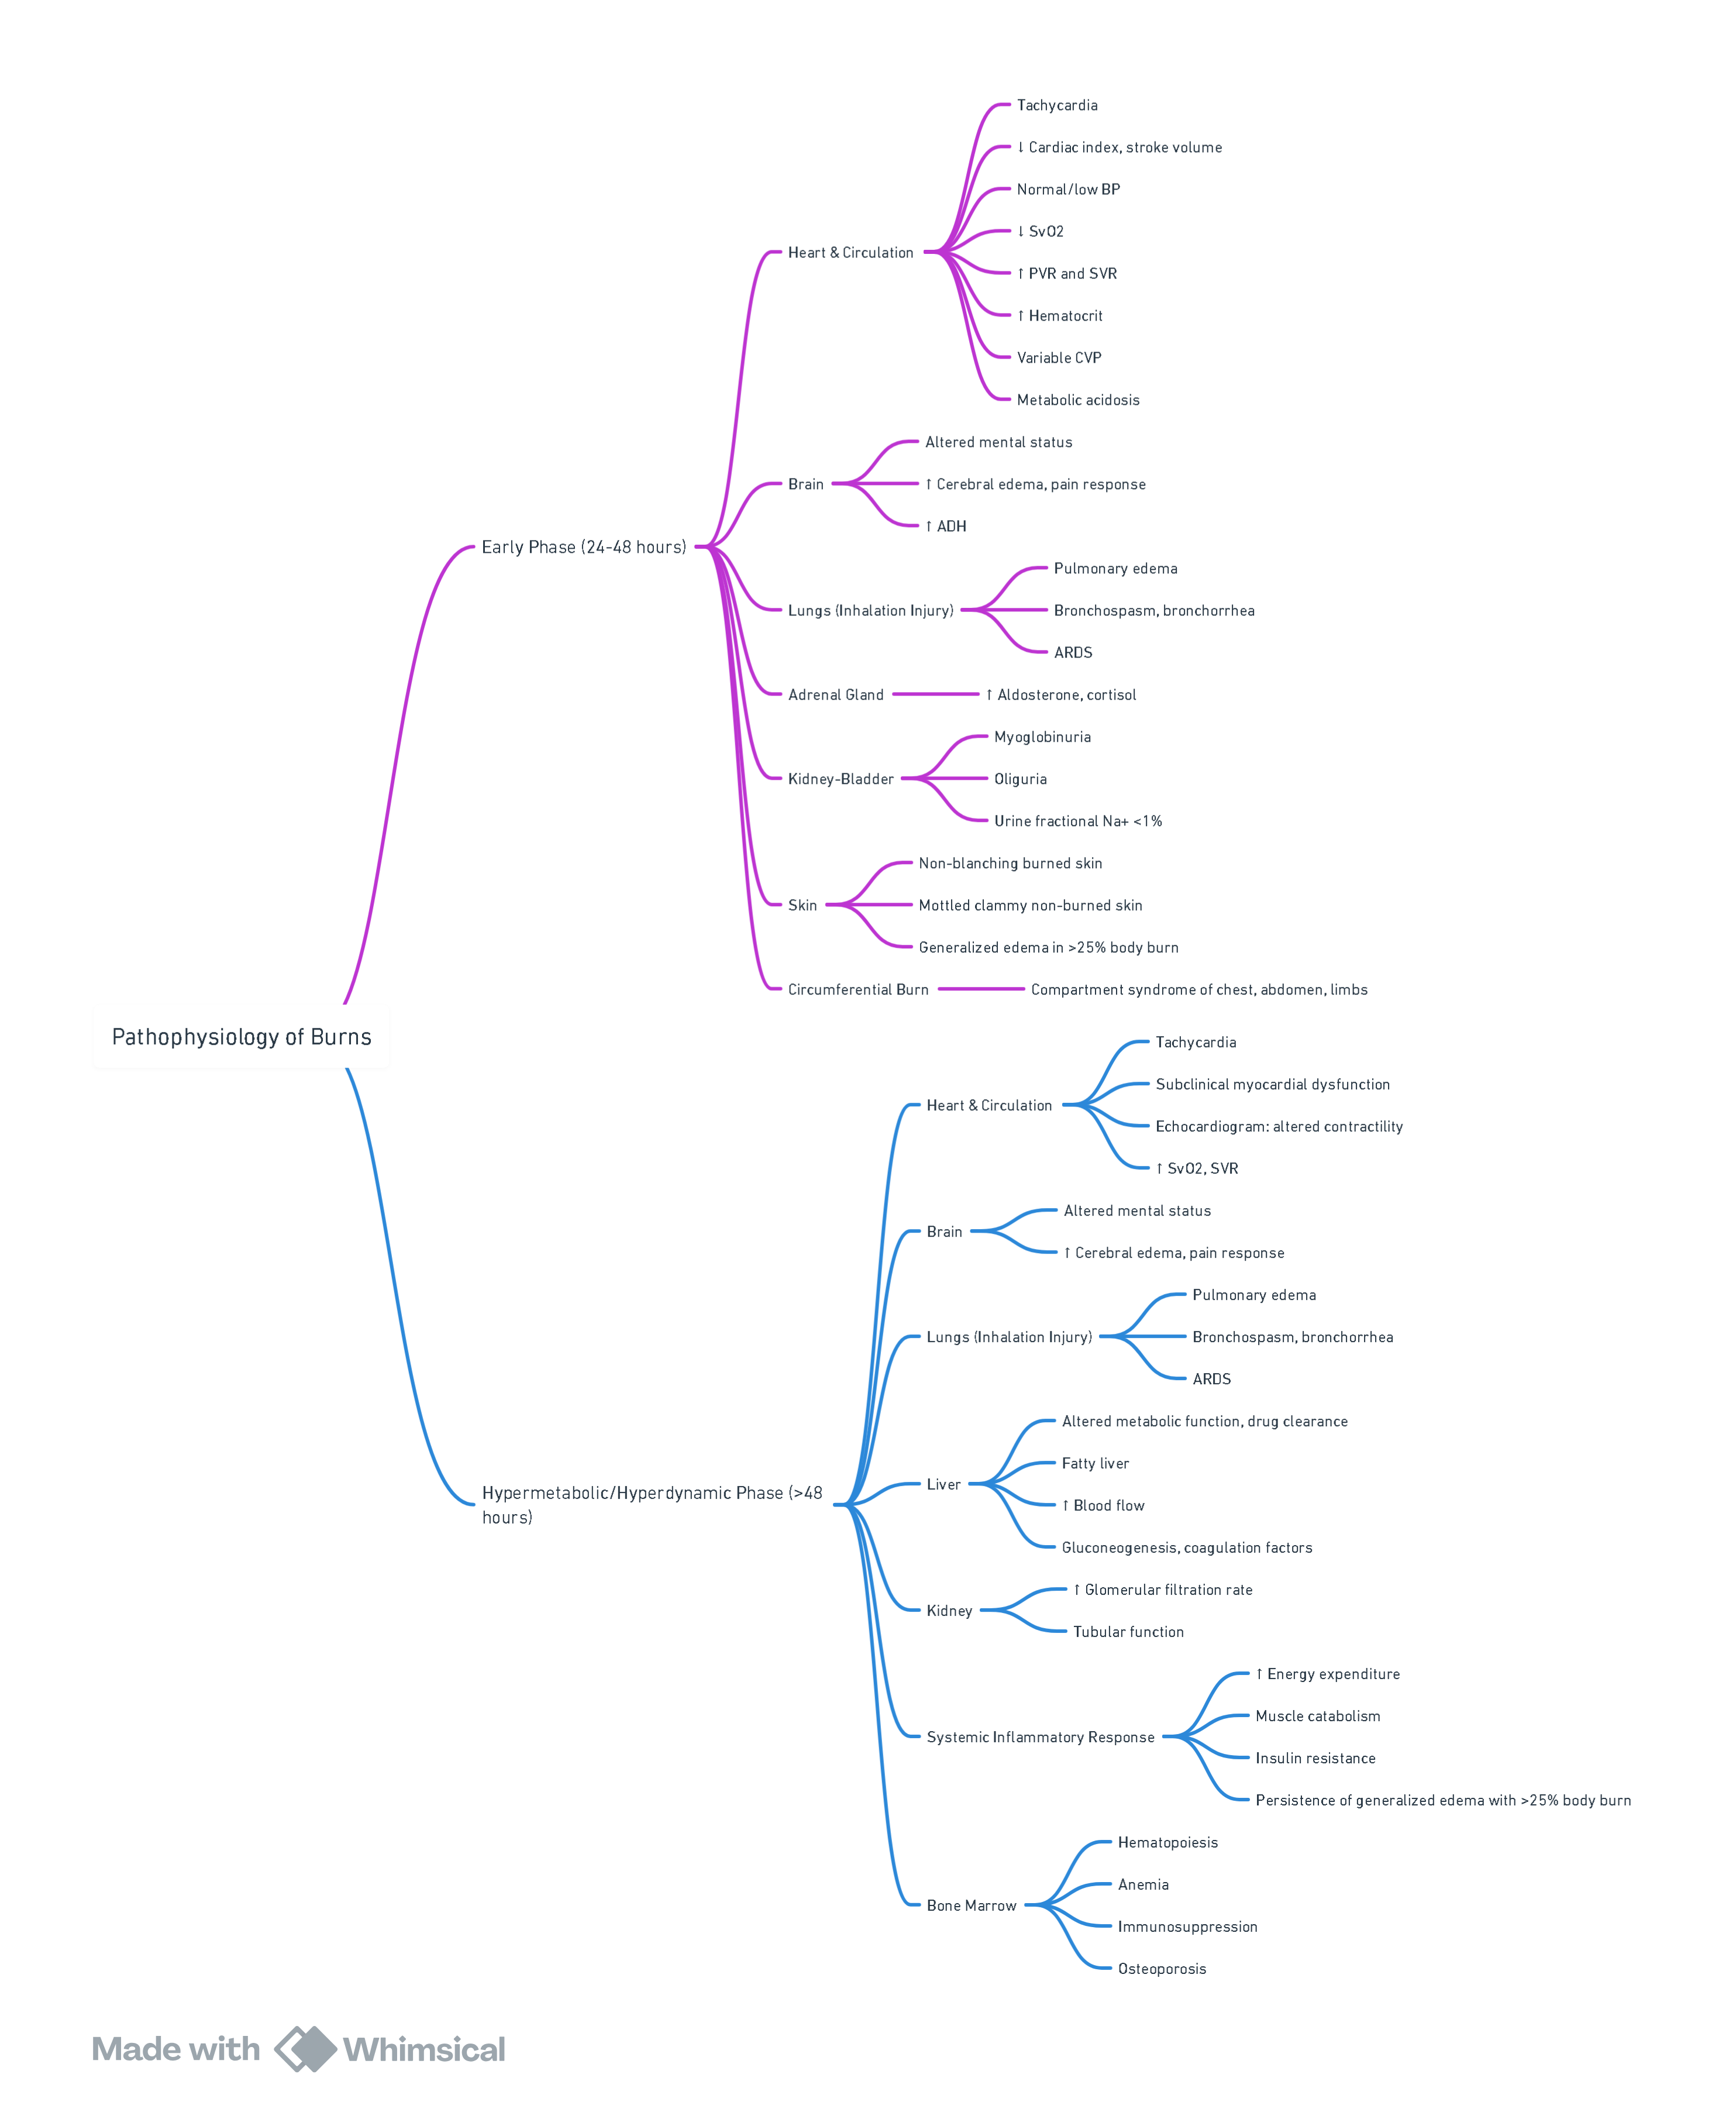 Pathophysiology of Burns
Early Phase (24-48 hours)
Heart & Circulation
Tachycardia
↓ Cardiac index, stroke volume
Normal/low BP
↓ SvO2
↑ PVR and SVR
↑ Hematocrit
Variable CVP
Metabolic acidosis
Brain
Altered mental status
↑ Cerebral edema, pain response
↑ ADH
Lungs (Inhalation Injury)
Pulmonary edema
Bronchospasm, bronchorrhea
ARDS
Adrenal Gland
↑ Aldosterone, cortisol
Kidney-Bladder
Myoglobinuria
Oliguria
Urine fractional Na+ <1%
Skin
Non-blanching burned skin
Mottled clammy non-burned skin
Generalized edema in >25% body burn
Circumferential Burn
Compartment syndrome of chest, abdomen, limbs
Hypermetabolic/Hyperdynamic Phase (>48
hours)
Heart & Circulation
Tachycardia
Subclinical myocardial dysfunction
Echocardiogram: altered contractility
↑ SvO2, SVR
Brain
Altered mental status
↑ Cerebral edema, pain response
Lungs (Inhalation Injury)
Pulmonary edema
Bronchospasm, bronchorrhea
ARDS
Liver
Altered metabolic function, drug clearance
Fatty liver
↑ Blood flow
Gluconeogenesis, coagulation factors
Kidney
↑ Glomerular filtration rate
Tubular function
Systemic Inflammatory Response
↑ Energy expenditure
Muscle catabolism
Insulin resistance
Persistence of generalized edema with >25% body burn
Bone Marrow
Hematopoiesis
Anemia
Immunosuppression
Osteoporosis
Made with Whimsical